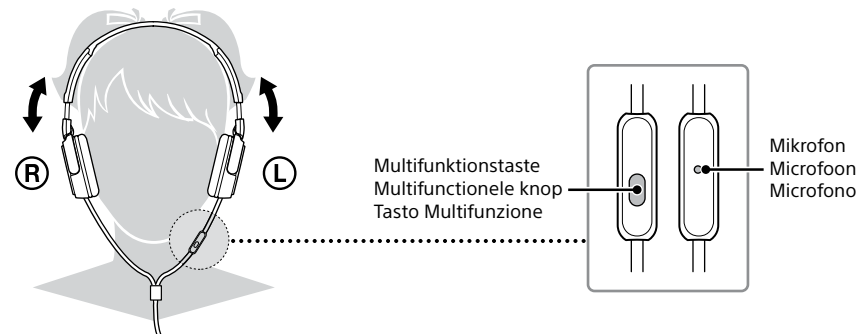 R
L
Multifunktionstaste
Multifunctionele knop
Tasto Multifunzione
Mikrofon
Microfoon
Microfono